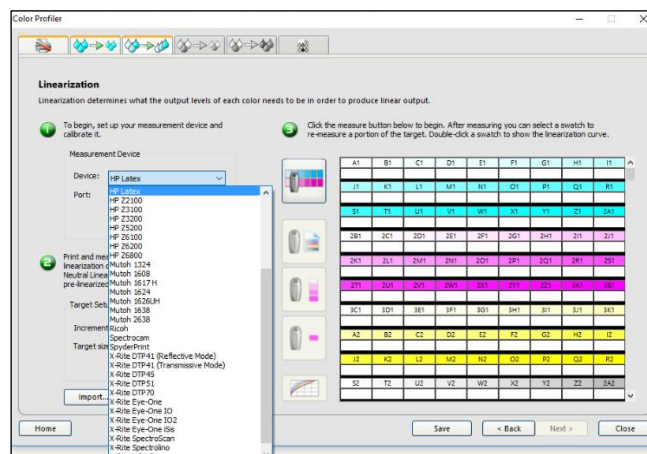 Color Profiler
Linearization
Linearization determines what the output levels of each color needs to be in order to produce linear output.
1
To begin, set up your measurement device and
calibrate it.
Measurement Device
Device:
HP Latex
Port:
HP Latex
HP Z2100
HP Z3100
HP Z3200
HP Z5200
HP Z6100
HP Z6200
HP Z6800
Mutoh 1324
Mutoh 1608
Mutoh 1617H
Mutoh 1624
Mutoh 1626UH
Mutoh 1638
Mutoh 2638
Ricoh
Spectrocam
SpyderPrint
X-Rite DTP41 (Reflective Mode)
X-Rite DTP41 (Transmissive Mode)
X-Rite DTP45
X-Rite DTP51
X-Rite DTP70
X-Rite Eye-One
X-Rite Eye-One IO
X-Rite Eye-One IO2
X-Rite Eye-One iSis
X-Rite SpectroScan
X-Rite Spectrolino
2
Print and mea
linearization
Neutral Linea
pre-linearized
Target Setu
Increment
Target size
Import...
3
Click the measure button below to begin. After measuring you can select a swatch to
re-measure a portion of the target. Double-click a swatch to show the linearization curve.
A1 B1 C1 D1 E1 F1 G1 H1 I1
J1 K1 L1 M1 N1 O1 P1 Q1 R1
S1 T1 U1 V1 W1 X1 Y1 Z1 2A1
2B1 2C1 2D1 2E1 2F1 2G1 2H1 2I1 2J1
2K1 2L1 2M1 2N1 2O1 2P1 2Q1 2R1 2S1
2T1 2U1 2V1 2W1 2X1 2Y1 2Z1 3A1 3B1
3C1 3D1 3E1 3F1 3G1 3H1 3I1 3J1 3K1
A2 B2 C2 D2 E2 F2 G2 H2 I2
J2 K2 L2 M2 N2 O2 P2 Q2 R2
S2 T2 U2 V2 W2 X2 Y2 Z2 2A2
Home
Save
< Back
Next >
Close